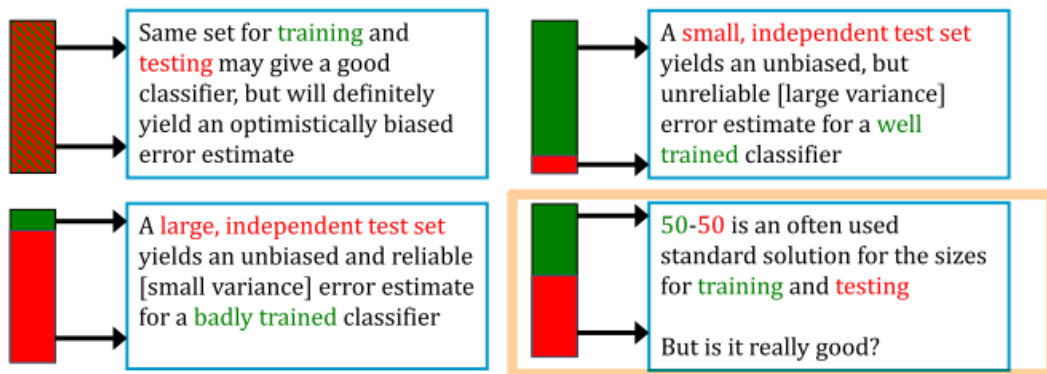 Same set for training and
testing may give a good
classifier, but will definitely
yield an optimistically biased
error estimate
A small, independent test set
yields an unbiased, but
unreliable [large variance]
error estimate for a well
trained classifier
A large, independent test set
yields an unbiased and reliable
[small variance] error estimate
for a badly trained classifier
50-50 is an often used
standard solution for the sizes
for training and testing
But is it really good?